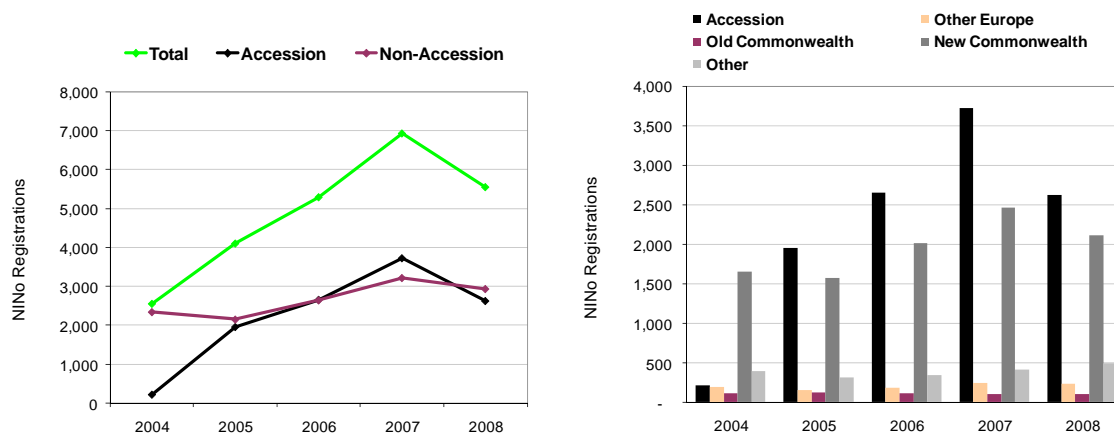 Total Accession Non-Accession
NINo Registrations
8,000
7,000
6,000
5,000
4,000
3,000
2,000
1,000
0
2004 2005 2006 2007 2008
Accession Other Europe
Old Commonwealth New Commonwealth
Other
NINo Registrations
4,000
3,500
3,000
2,500
2,000
1,500
1,000
500
-
2004 2005 2006 2007 2008